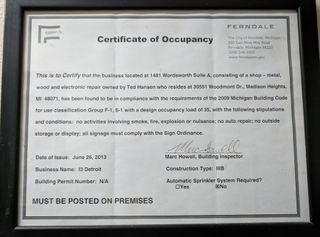 FERNDALE
Certificate of Occupancy
The City of Ferndale, Michigan
300 East Nine Mile Road
Ferndale, Michigan 48220
This is to Certify that the business located at 1481 Wordsworth Suite A, consisting of a shop – metal,
wood and electronic repair owned by Ted Hansen who resides at 30551 Woodmont Dr., Madison Heights,
MI 48071, has been found to be in compliance with the requirements of the 2009 Michigan Building Code
for use classification Group F-1, S-1 with a design occupancy load of 35, with the following stipulations
and conditions: no activities involving smoke, fire, explosion or nuisance; no auto repair; no outside
storage or display; all signage must comply with the Sign Ordinance.
Marc Howell
Date of Issue: June 26, 2013
Marc Howell, Building Inspector
Business Name: I3 Detroit
Construction Type: IIIB
Building Permit Number: N/A
Automatic Sprinkler System Required?
☐Yes ☒No
MUST BE POSTED ON PREMISES